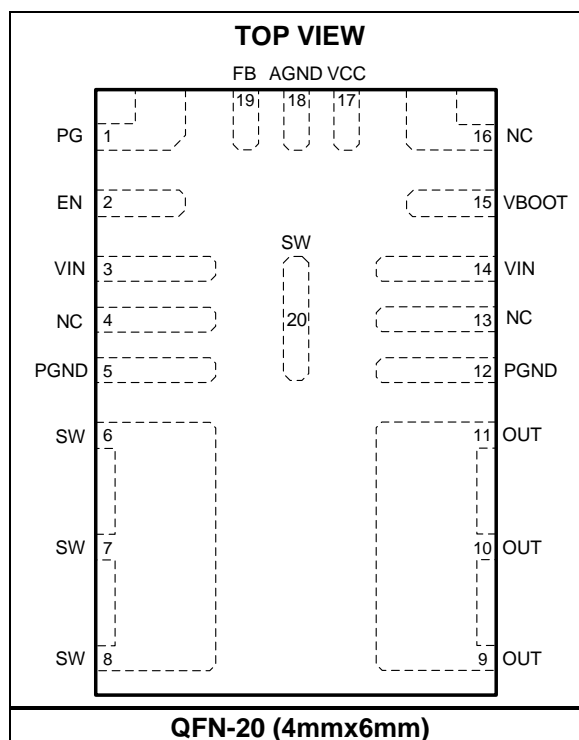 TOP VIEW
FB AGND VCC
19 18 17
PG 1 16 NC
EN 2 15 VBOOT
SW
VIN 3 14 VIN
NC 4 20 13 NC
PGND 5 12 PGND
SW 6 11 OUT
SW 7 10 OUT
SW 8 9 OUT
QFN-20 (4mmx6mm)